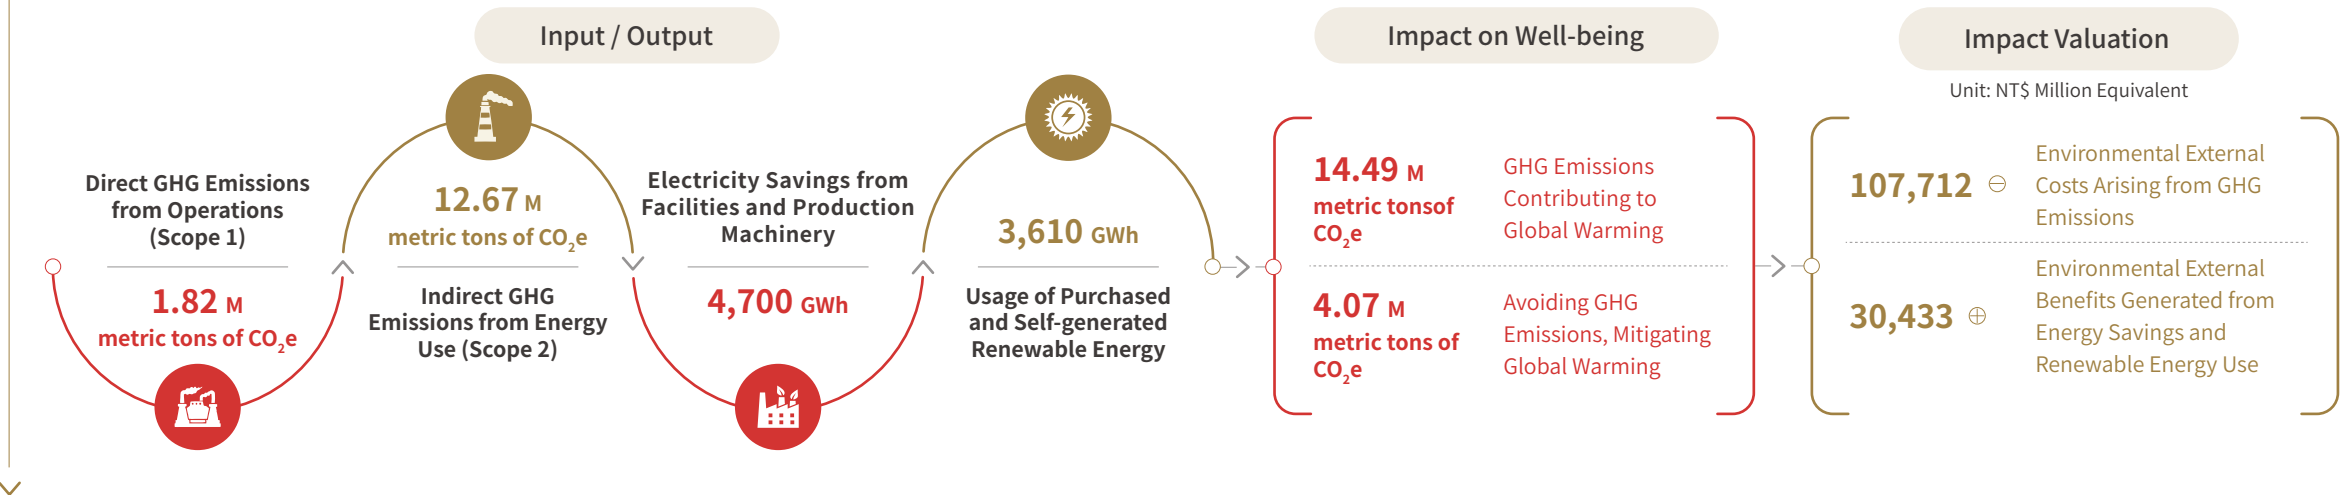 Input / Output
Direct GHG Emissions
from Operations
(Scope 1)
1.82 M
metric tons of CO2e
12.67 M
metric tons of CO2e
Indirect GHG
Emissions from Energy
Use (Scope 2)
Electricity Savings from
Facilities and Production
Machinery
4,700 GWh
3,610 GWh
Usage of Purchased
and Self-generated
Renewable Energy
Impact on Well-being
14.49 M
metric tonsof
CO2e
GHG Emissions
Contributing to
Global Warming
4.07 M
metric tons of
CO2e
Avoiding GHG
Emissions, Mitigating
Global Warming
Impact Valuation
Unit: NT$ Million Equivalent
107,712 ⊖
Environmental External
Costs Arising from GHG
Emissions
30,433 ⊕
Environmental External
Benefits Generated from
Energy Savings and
Renewable Energy Use